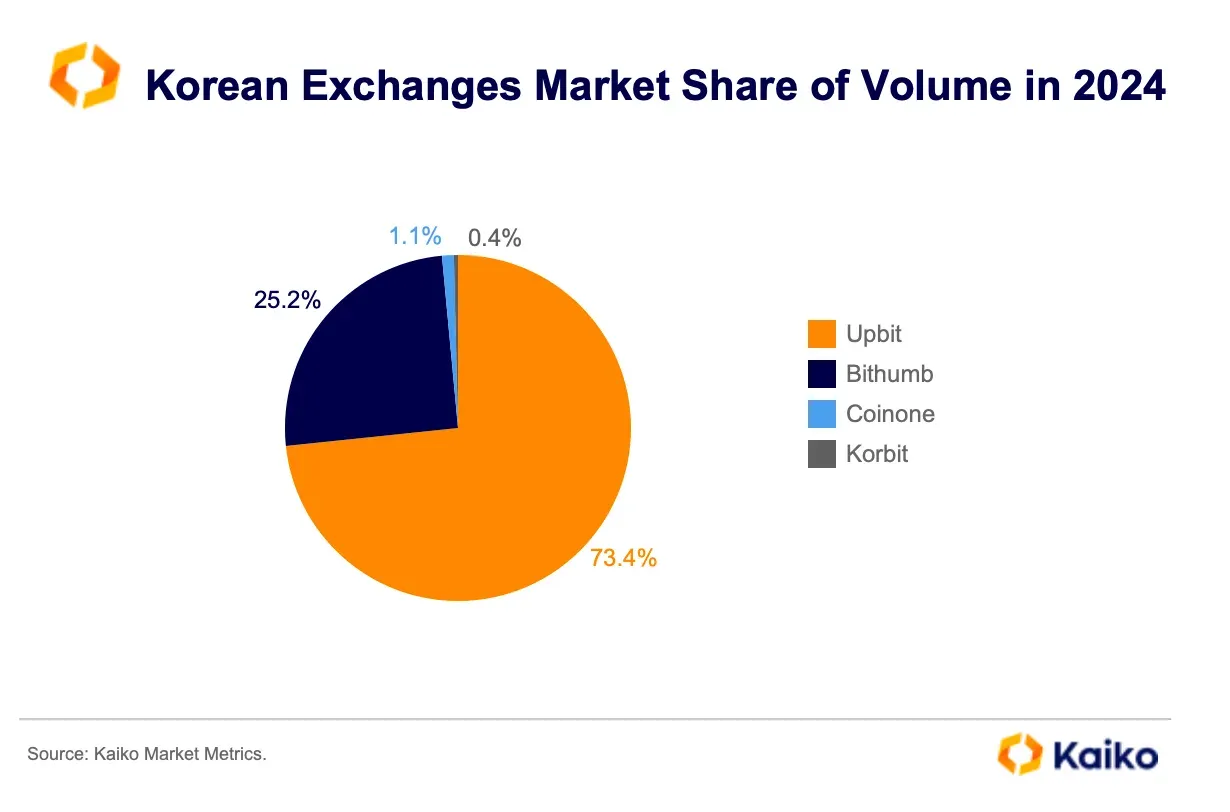 Korean Exchanges Market Share of Volume in 2024
1.1%
0.4%
25.2%
73.4%
Upbit
Bithumb
Coinone
Korbit
Source: Kaiko Market Metrics.
Kaiko